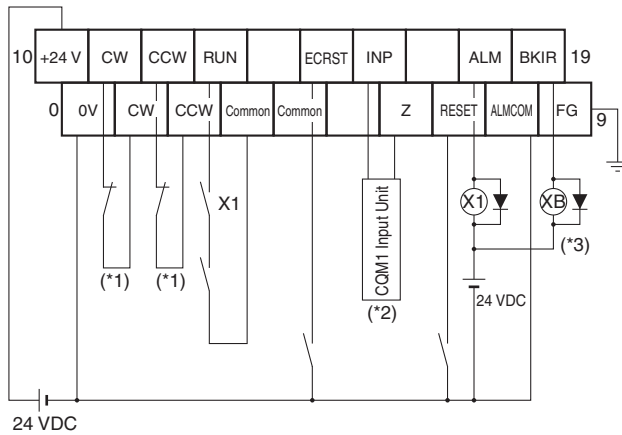 10 +24 V CW CCW RUN ECRST INP ALM BKIR 19
0 0V CW CCW Common Common Z RESET ALMCOM FG 9
X1 X1 XB
CQM1 Input Unit
(*1) (*1) (*2) (*3)
24 VDC
24 VDC